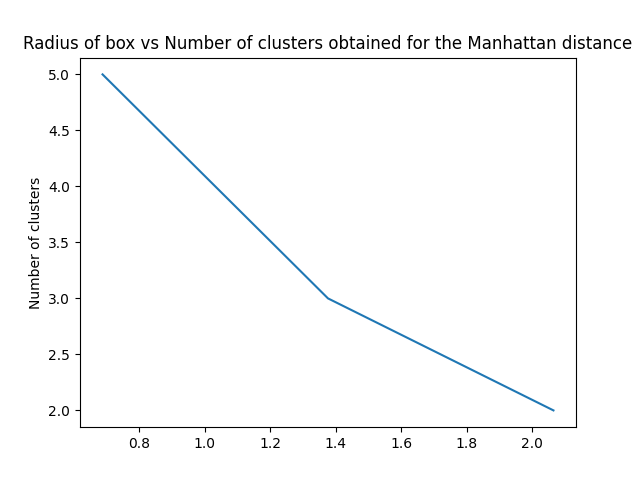 Radius of box vs Number of clusters obtained for the Manhattan distance
5.0
4.5
4.0
3.5
3.0
2.5
2.0
Number of clusters
0.8 1.0 1.2 1.4 1.6 1.8 2.0